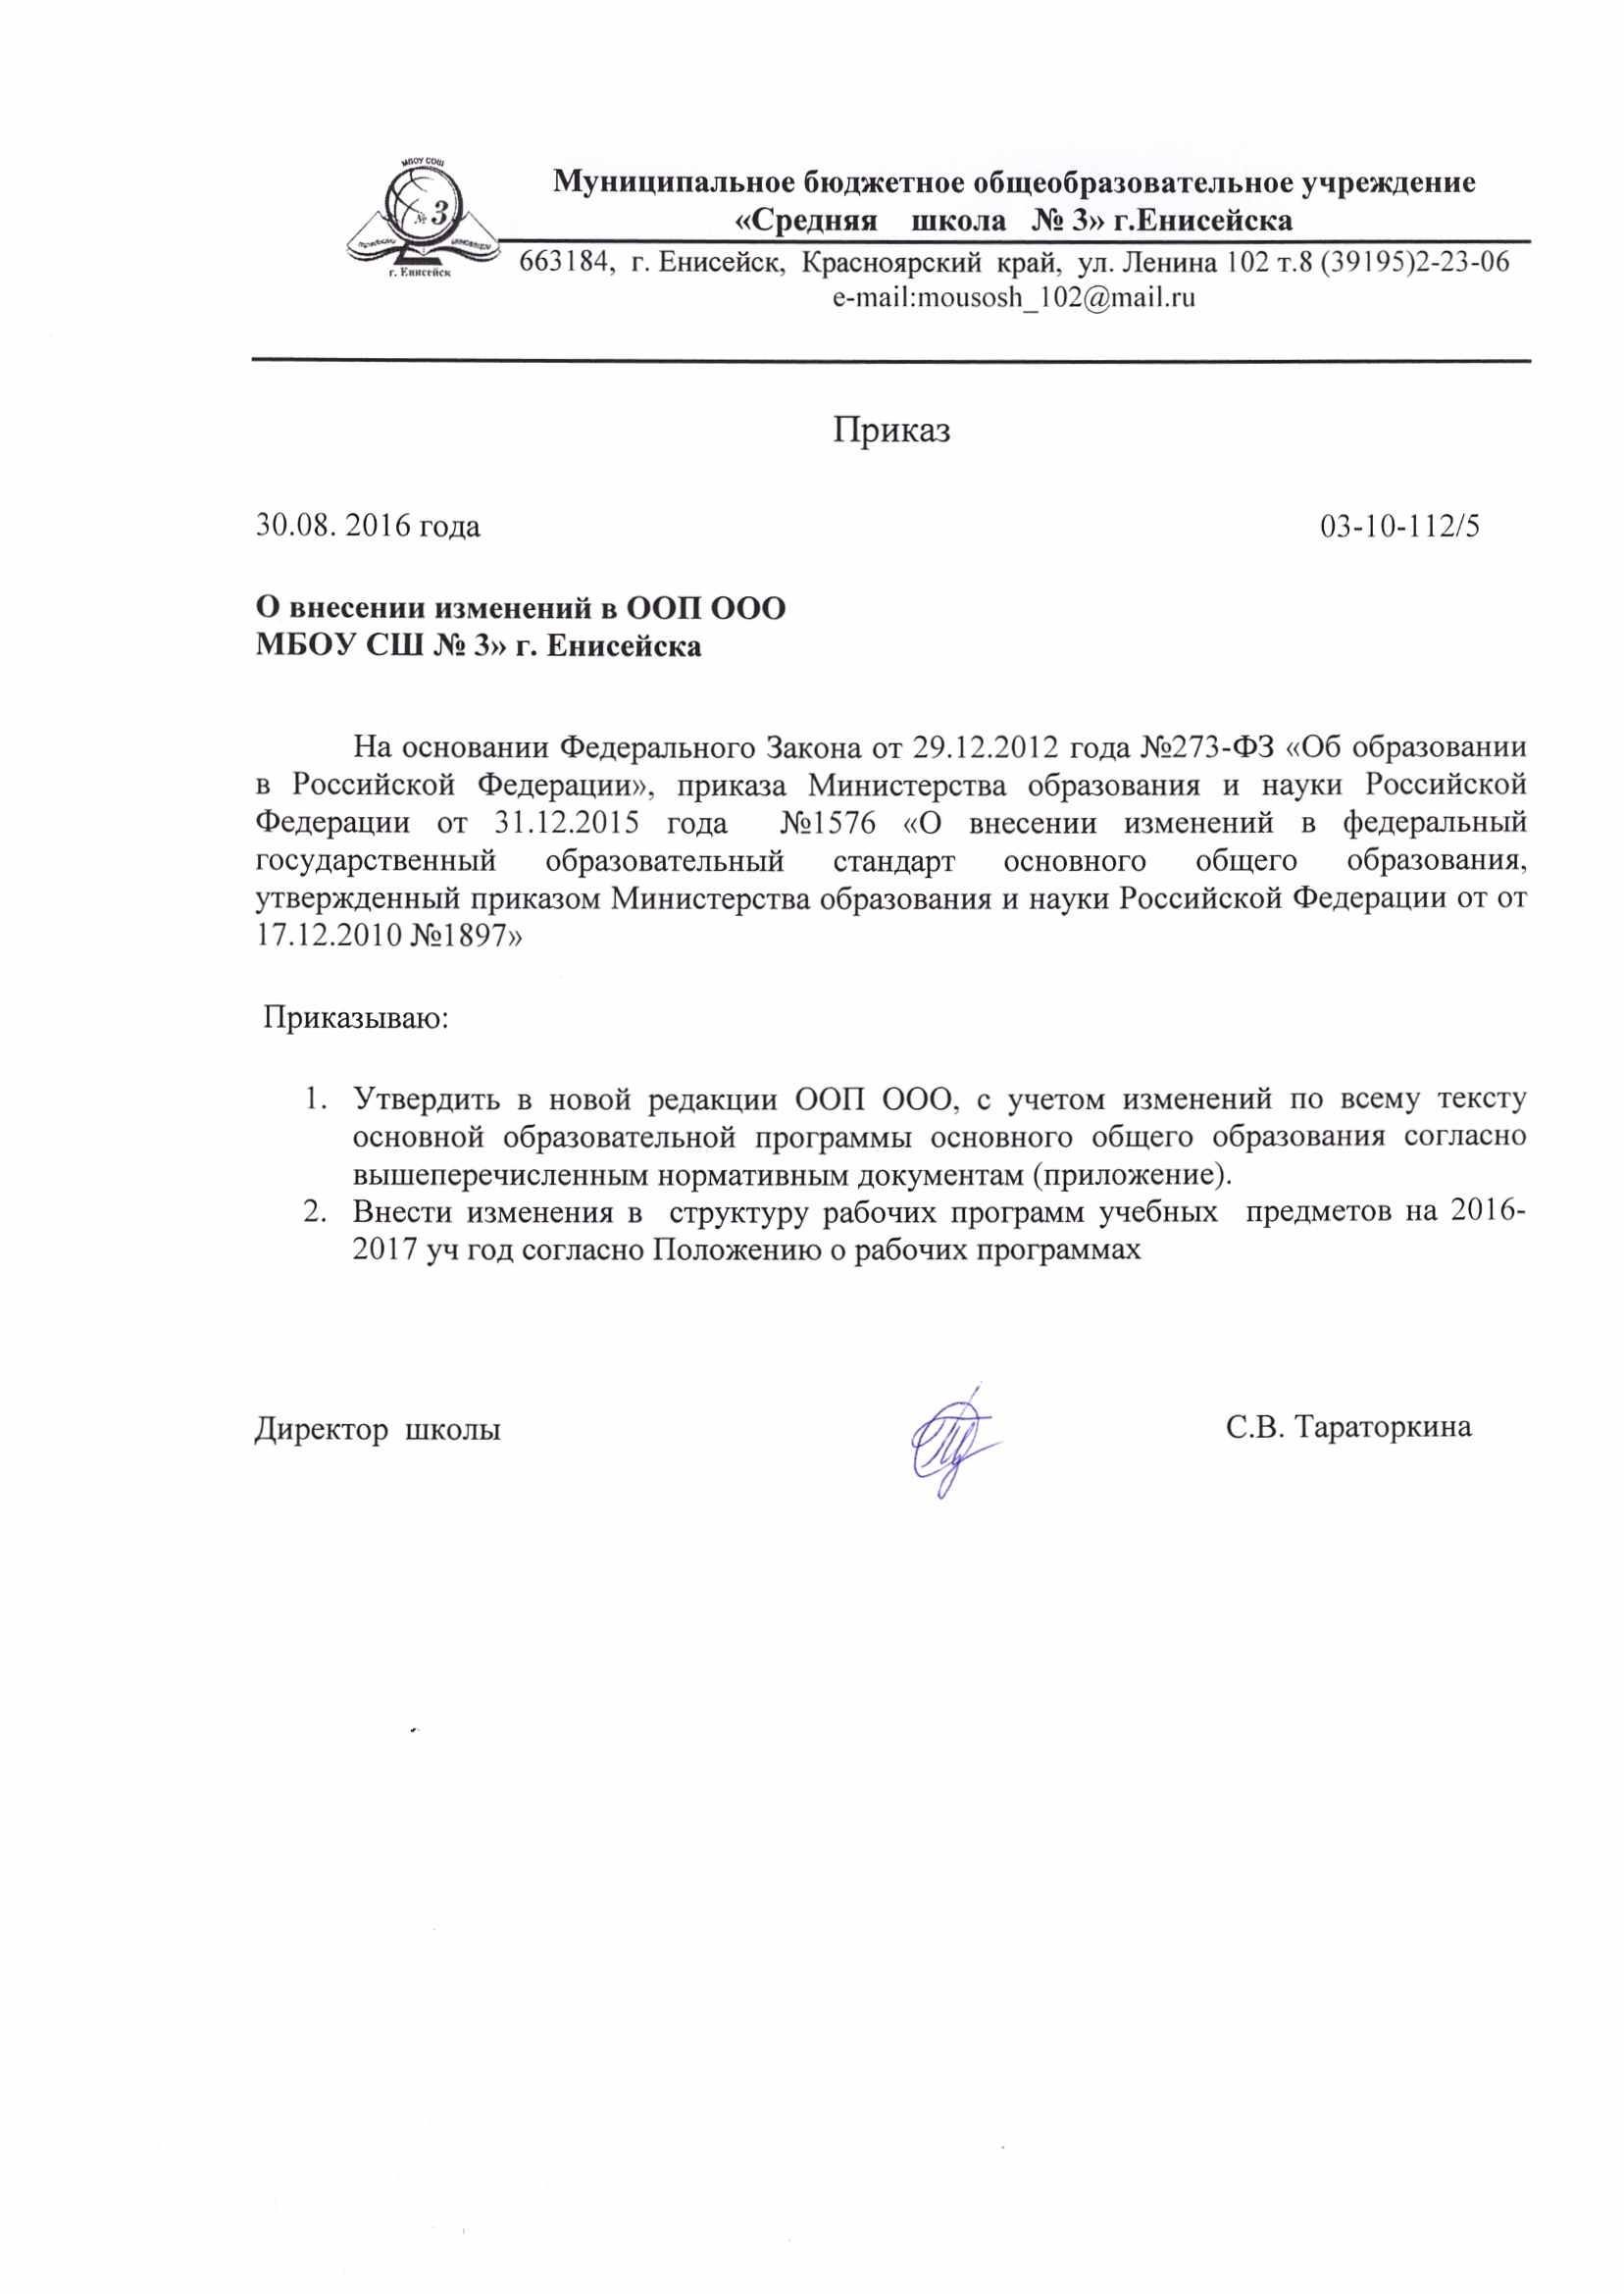 МБОУ СОШ
№ 3
традиции инновации
г. Енисейск
Муниципальное бюджетное общеобразовательное учреждение
«Средняя школа № 3» г.Енисейска
663184, г. Енисейск, Красноярский край, ул. Ленина 102 т.8 (39195)2-23-06
e-mail:mousosh_102@mail.ru
Приказ
30.08. 2016 года 03-10-112/5
О внесении изменений в ООП ООО
МБОУ СШ № 3» г. Енисейска
На основании Федерального Закона от 29.12.2012 года №273-ФЗ «Об образовании
в Российской Федерации», приказа Министерства образования и науки Российской
Федерации от 31.12.2015 года №1576 «О внесении изменений в федеральный
государственный образовательный стандарт основного общего образования,
утвержденный приказом Министерства образования и науки Российской Федерации от от
17.12.2010 №1897»
Приказываю:
1. Утвердить в новой редакции ООП ООО, с учетом изменений по всему тексту
основной образовательной программы основного общего образования согласно
вышеперечисленным нормативным документам (приложение).
2. Внести изменения в структуру рабочих программ учебных предметов на 2016-
2017 уч год согласно Положению о рабочих программах
Директор школы С.В. Тараторкина